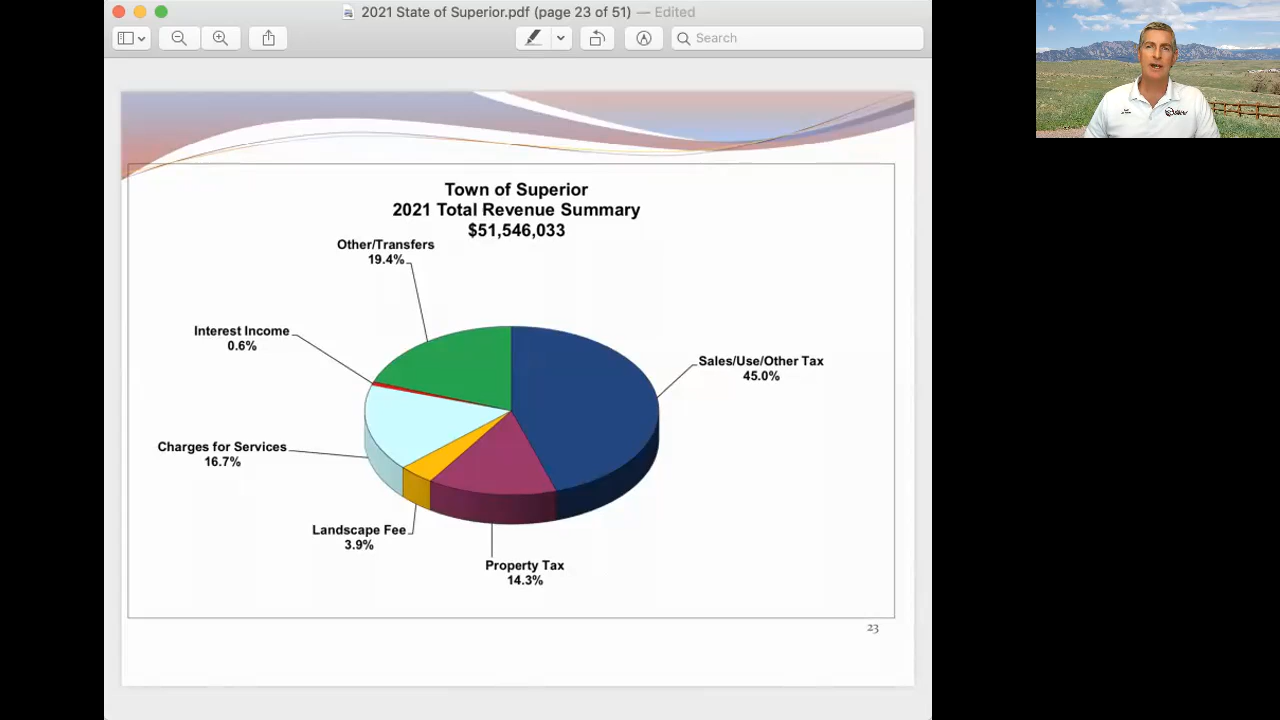 2021 State of Superior.pdf (page 23 of 51) — Edited
Search
Town of Superior
2021 Total Revenue Summary
$51,546,033
Other/Transfers
19.4%
Interest Income
0.6%
Sales/Use/Other Tax
45.0%
Charges for Services
16.7%
Landscape Fee
3.9%
Property Tax
14.3%
23